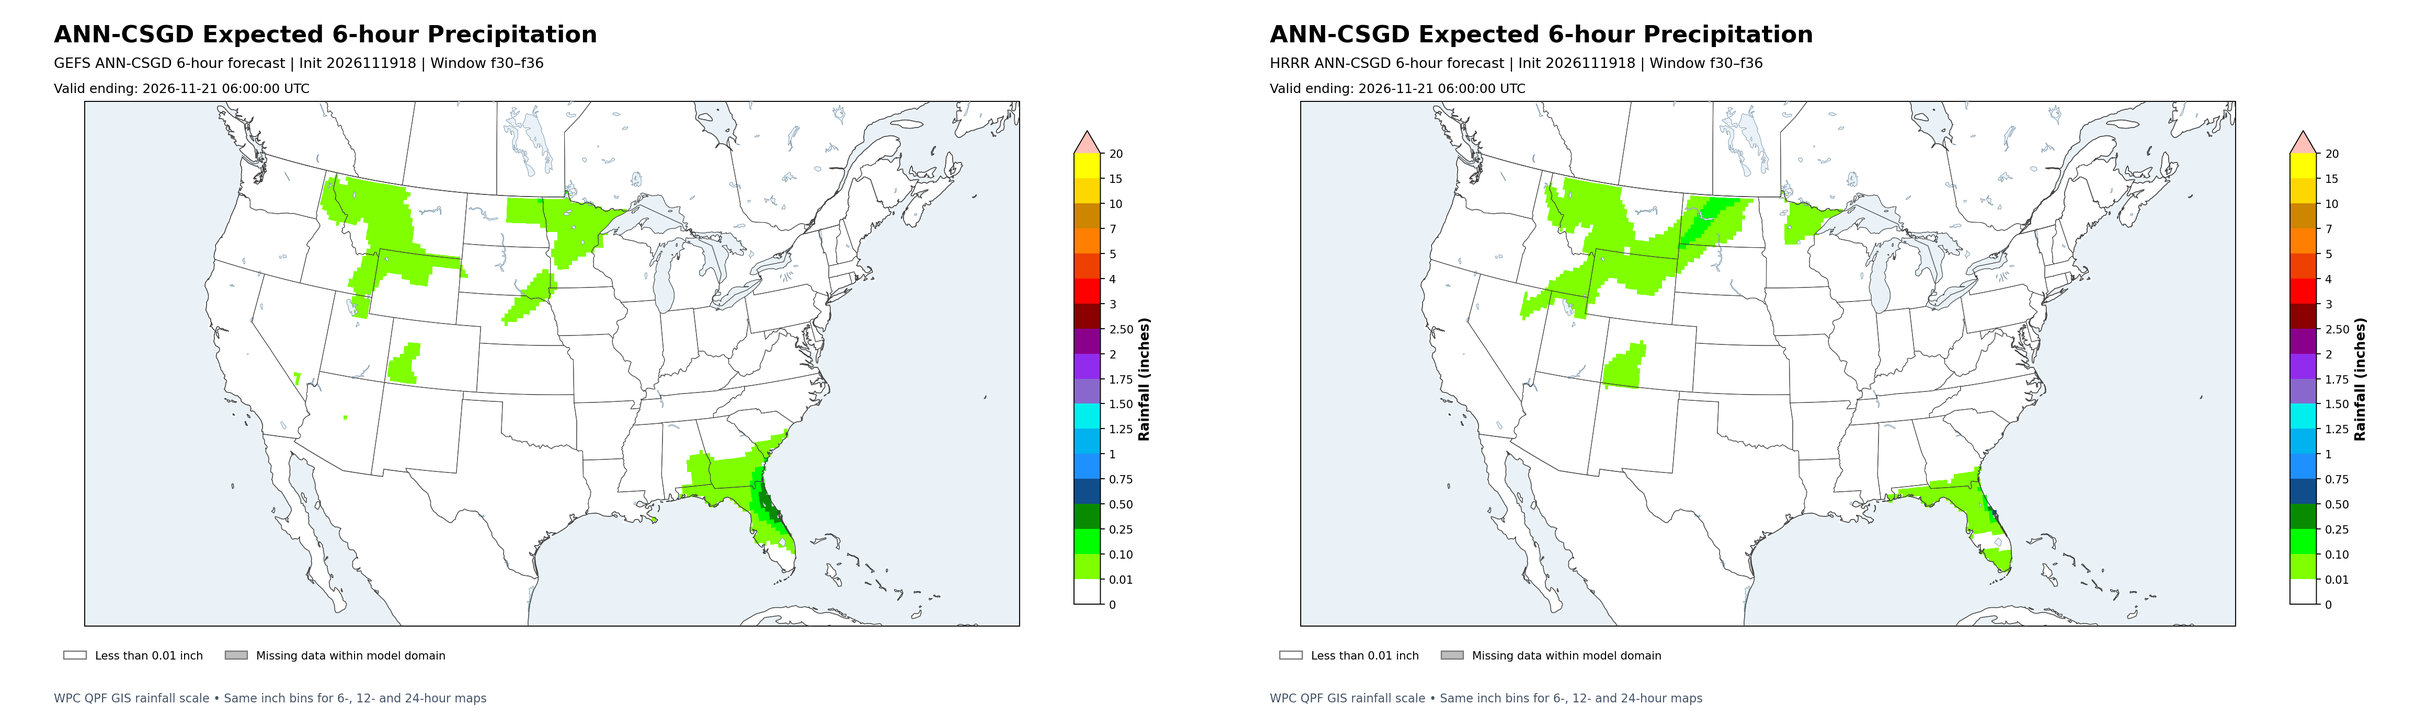 ANN-CSGD Expected 6-hour Precipitation
GEFS ANN-CSGD 6-hour forecast | Init 2026111918 | Window f30–f36
Valid ending: 2026-11-21 06:00:00 UTC
20
15
10
7
5
4
3
2.50
2
1.75
1.50
1.25
1
0.75
0.50
0.25
0.10
0.01
0
Rainfall (inches)
Less than 0.01 inch
Missing data within model domain
WPC QPF GIS rainfall scale • Same inch bins for 6-, 12- and 24-hour maps
ANN-CSGD Expected 6-hour Precipitation
HRRR ANN-CSGD 6-hour forecast | Init 2026111918 | Window f30–f36
Valid ending: 2026-11-21 06:00:00 UTC
20
15
10
7
5
4
3
2.50
2
1.75
1.50
1.25
1
0.75
0.50
0.25
0.10
0.01
0
Rainfall (inches)
Less than 0.01 inch
Missing data within model domain
WPC QPF GIS rainfall scale • Same inch bins for 6-, 12- and 24-hour maps